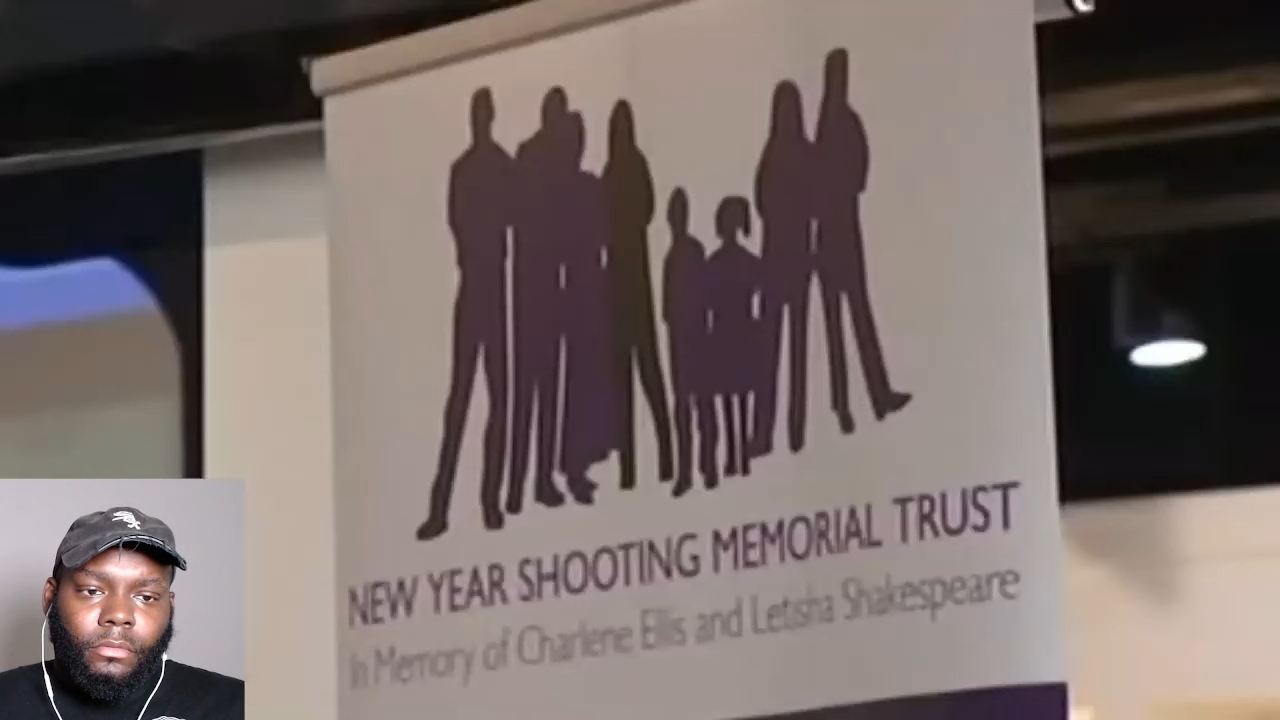 NEW YEAR SHOOTING MEMORIAL TRUST
In Memory of Charlene Ellis and Letisha Shakespeare